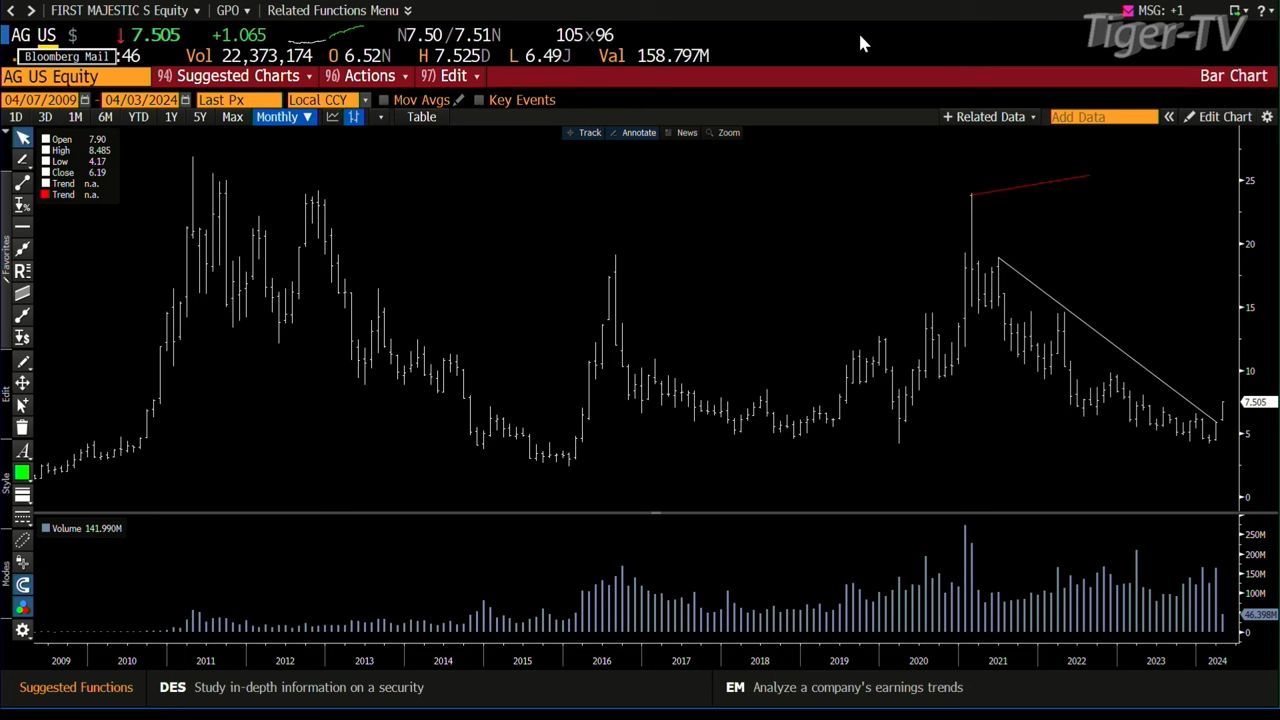 FIRST MAJESTIC S Equity GPO Related Functions Menu MSG: +1 ?
Tiger-TV
AG US $ 7.505 +1.065 N7.50 / 7.51N 105x96
Bloomberg Mail :46 Vol 22,373,174 O 6.52N H 7.525D L 6.49J Val 158.797M
AG US Equity 94) Suggested Charts 96) Actions 97) Edit Bar Chart
04/07/2009 - 04/03/2024 Last Px Local CCY Mov Avgs Key Events
1D 3D 1M 6M YTD 1Y 5Y Max Monthly ▼ Table + Related Data Add Data « Edit Chart
Track Annotate News Zoom
Open 7.90
High 8.485
Low 4.17
Close 6.19
Trend n.a.
Trend n.a.
Favorites
Edit
Style
Modes
25
20
15
10
7.505
5
0
Volume 141.990M
250M
200M
150M
100M
46.398M
0
2009 2010 2011 2012 2013 2014 2015 2016 2017 2018 2019 2020 2021 2022 2023 2024
Suggested Functions DES Study in-depth information on a security EM Analyze a company's earnings trends